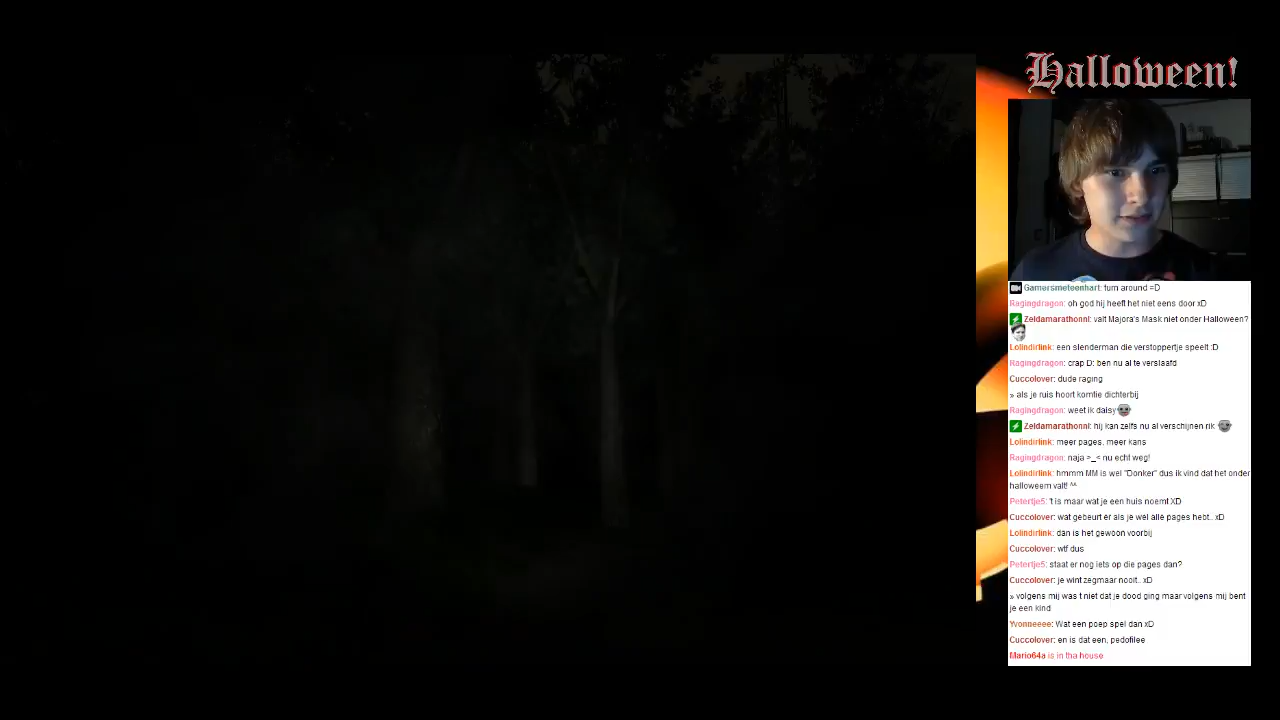 Halloween!
Gamersmeteenhart: turn around =D
Ragingdragon: oh god hij heeft het niet eens door xD
Zeldamarathonnl: valt Majora's Mask niet onder Halloween?
Lolindirlink: een slenderman die verstoppertje speelt :D
Ragingdragon: crap D: ben nu al te verslaafd
Cuccolover: dude raging
» als je ruis hoort komtie dichterbij
Ragingdragon: weet ik daisy
Zeldamarathonnl: hij kan zelfs nu al verschijnen rik
Lolindirlink: meer pages, meer kans
Ragingdragon: naja >_< nu echt weg!
Lolindirlink: hmmm MM is wel "Donker" dus ik vind dat het onder
halloweem valt! ^^
Petertje5: 't is maar wat je een huis noemt XD
Cuccolover: wat gebeurt er als je wel alle pages hebt.. xD
Lolindirlink: dan is het gewoon voorbij
Cuccolover: wtf dus
Petertje5: staat er nog iets op die pages dan?
Cuccolover: je wint zegmaar nooit.. xD
» volgens mij was t niet dat je dood ging maar volgens mij bent
je een kind
Yvonneeee: Wat een poep spel dan xD
Cuccolover: en is dat een, pedofilee
Mario64a is in tha house